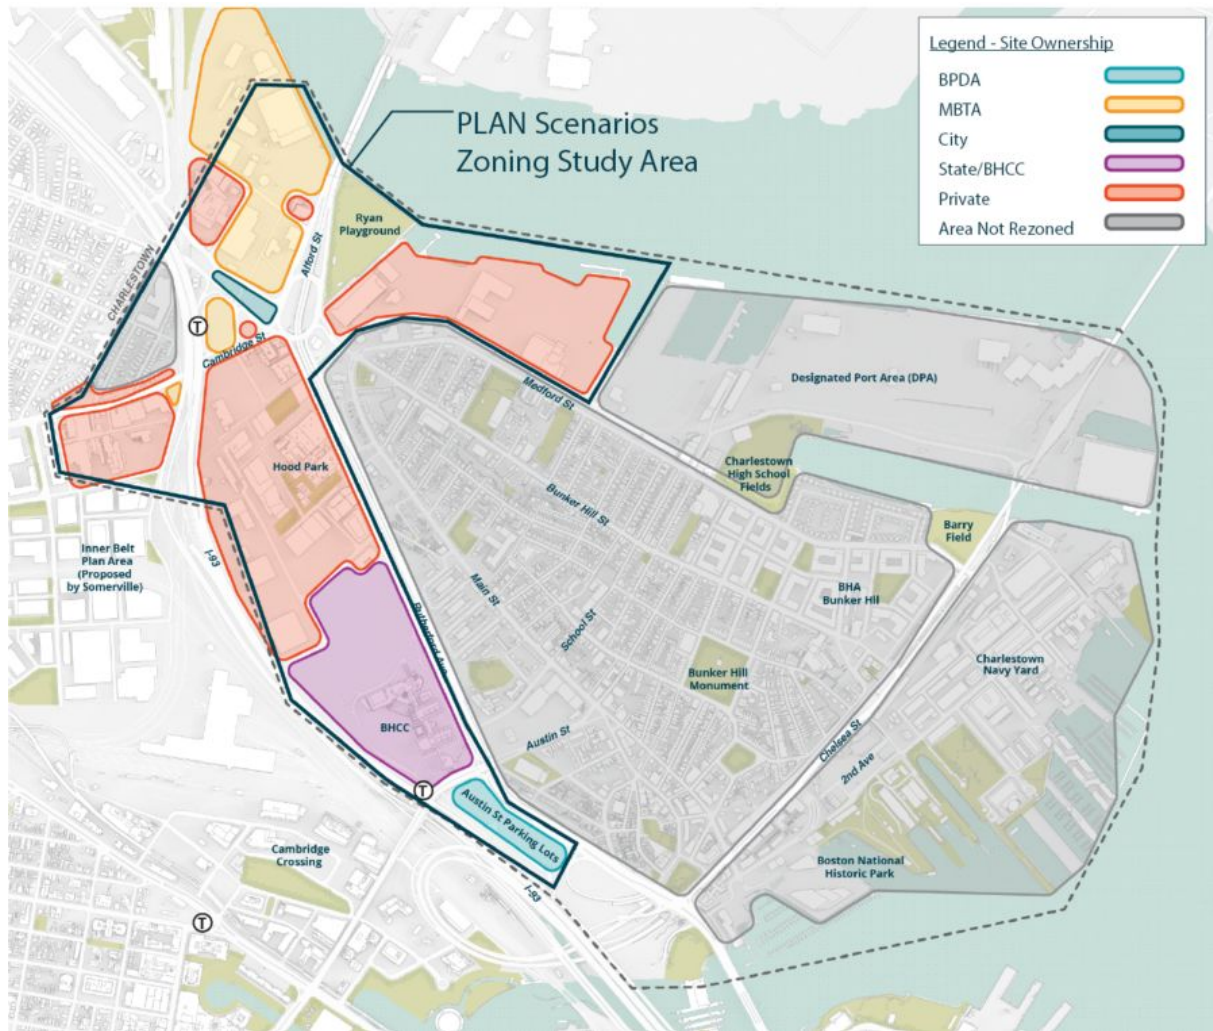 Legend - Site Ownership
BPDA
MBTA
City
State/BHCC
Private
Area Not Rezoned
PLAN Scenarios
Zoning Study Area
Ryan
Playground
Alford St
CHARLESTOWN
T
Cambridge St
Medford St
Designated Port Area (DPA)
Hood Park
Charlestown
High School
Fields
Bunker Hill St
Barry
Field
Inner Belt
Plan Area
(Proposed
by Somerville)
I-93
Main St
BHA
Bunker Hill
Rutherford Ave
School St
Charlestown
Navy Yard
Bunker Hill
Monument
BHCC
Austin St
Chelsea St
2nd Ave
T
Austin St Parking Lots
Cambridge
Crossing
Boston National
Historic Park
I-93
T